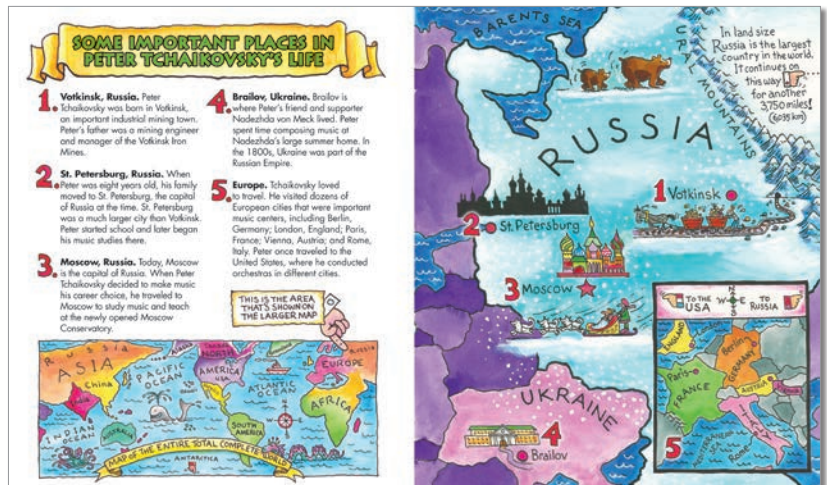 SOME IMPORTANT PLACES IN
PETER TCHAIKOVSKY'S LIFE
1. Votkinsk, Russia. Peter
Tchaikovsky was born in Votkinsk,
an important industrial mining town.
Peter's father was a mining engineer
and manager of the Votkinsk Iron
Mines.
2. St. Petersburg, Russia. When
Peter was eight years old, his family
moved to St. Petersburg, the capital
of Russia at the time. St. Petersburg
was a much larger city than Votkinsk.
Peter started school and later began
his music studies there.
3. Moscow, Russia. Today, Moscow
is the capital of Russia. When Peter
Tchaikovsky decided to make music
his career choice, he traveled to
Moscow to study music and teach
at the newly opened Moscow
Conservatory.
4. Brailov, Ukraine. Brailov is
where Peter's friend and supporter
Nadezhda von Meck lived. Peter
spent time composing music at
Nadezhda's large summer home. In
the 1800s, Ukraine was part of the
Russian Empire.
5. Europe. Tchaikovsky loved
to travel. He visited dozens of
European cities that were important
music centers, including Berlin,
Germany; London, England; Paris,
France; Vienna, Austria; and Rome,
Italy. Peter once traveled to the
United States, where he conducted
orchestras in different cities.
THIS IS THE AREA
THAT'S SHOWN ON
THE LARGER MAP
Russia
ASIA
China
India
INDIAN
OCEAN
AUSTRALIA
PACIFIC
OCEAN
Alaska
NORTH
AMERICA
USA
ATLANTIC
OCEAN
SOUTH
AMERICA
EUROPE
Russia
AFRICA
ANTARTICA
MAP OF THE ENTIRE TOTAL COMPLETE WORLD
BARENTS SEA
URAL MOUNTAINS
In land size
Russia is the largest
country in the world.
It continues on
this way
for another
3,750 miles!
(6,035 km)
RUSSIA
1 Votkinsk
2 St. Petersburg
3 Moscow
UKRAINE
4
Brailov
TO THE
USA
N
W E
S
TO
RUSSIA
ENGLAND
Berlin
GERMANY
Paris
FRANCE
AUSTRIA
ITALY
ROME
MEDITERRANEAN
SEA
5